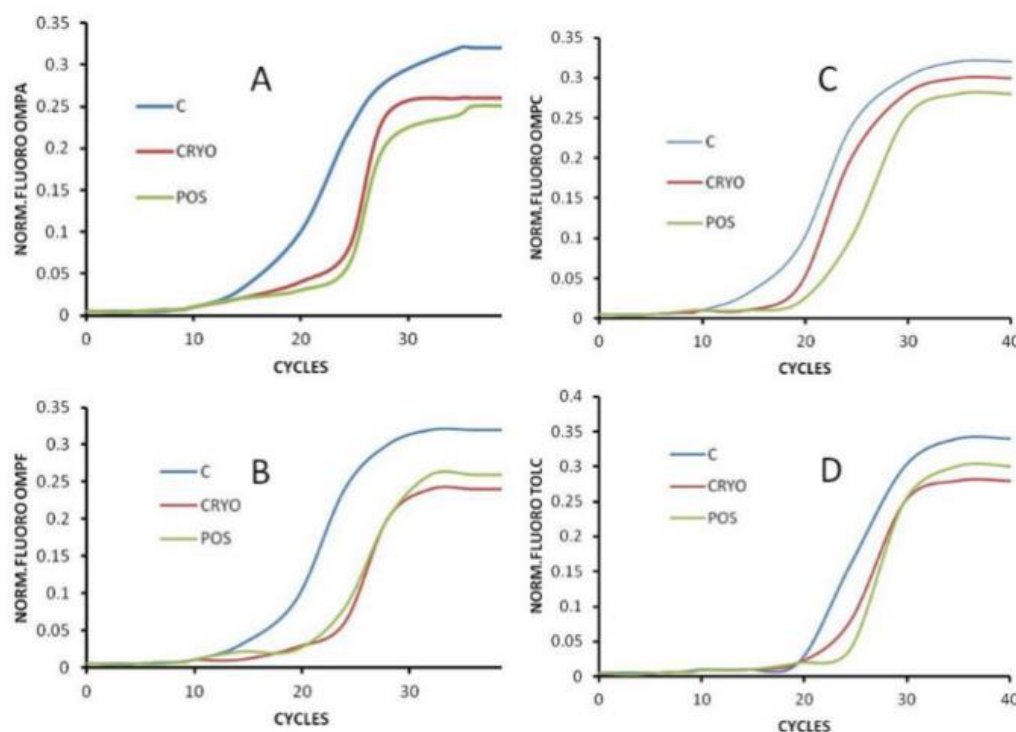 NORM.FLUORO OMPA
0.35
0.3
0.25
0.2
0.15
0.1
0.05
0
A
C
CRYO
POS
0 10 20 30
CYCLES
NORM.FLUORO OMPC
0.35
0.3
0.25
0.2
0.15
0.1
0.05
0
C
C
CRYO
POS
0 10 20 30 40
CYCLES
NORM.FLUORO OMPF
0.35
0.3
0.25
0.2
0.15
0.1
0.05
0
B
C
CRYO
POS
0 10 20 30
CYCLES
NORM.FLUORO TOLC
0.4
0.35
0.3
0.25
0.2
0.15
0.1
0.05
0
D
C
CRYO
POS
0 10 20 30 40
CYCLES